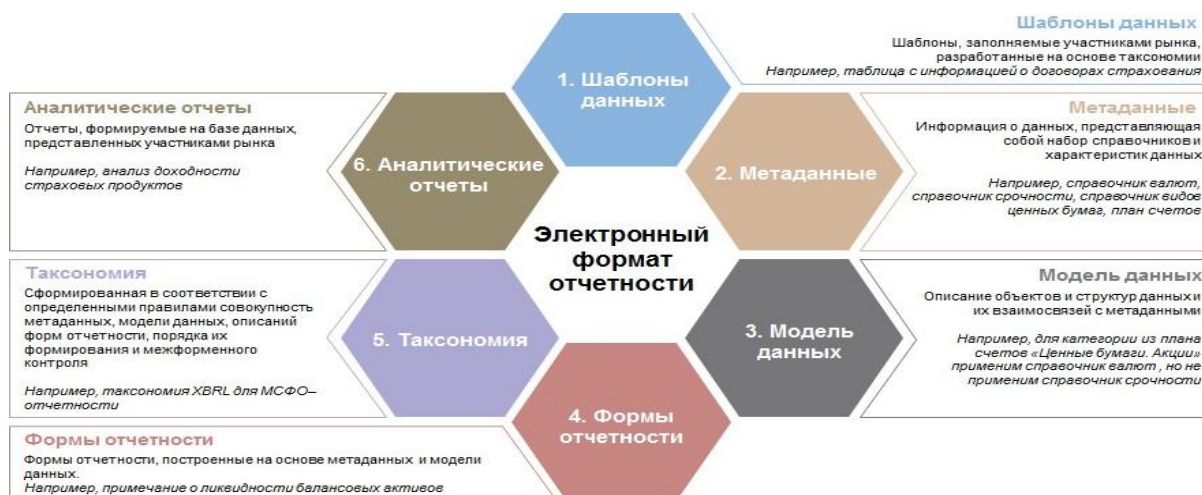 Шаблоны данных
Шаблоны, заполняемые участниками рынка,
разработанные на основе таксономии
Например, таблица с информацией о договорах страхования
1. Шаблоны
данных
Аналитические отчеты
Отчеты, формируемые на базе данных,
представленных участниками рынка
Например, анализ доходности
страховых продуктов
6. Аналитические
отчеты
2. Метаданные
Метаданные
Информация о данных, представляющая
собой набор справочников и
характеристик данных
Например, справочник валют,
справочник срочности, справочник видов
ценных бумаг, план счетов
Электронный
формат
отчетности
Таксономия
Сформированная в соответствии с
определенными правилами совокупность
метаданных, модели данных, описаний
форм отчетности, порядка их
формирования и межформенного
контроля
Например, таксономия XBRL для МСФО–
отчетности
5. Таксономия
3. Модель
данных
Модель данных
Описание объектов и структур данных и
их взаимосвязей с метаданными
Например, для категории из плана
счетов «Ценные бумаги. Акции»
применим справочник валют , но не
применим справочник срочности
4. Формы
отчетности
Формы отчетности
Формы отчетности, построенные на основе метаданных и модели
данных.
Например, примечание о ликвидности балансовых активов